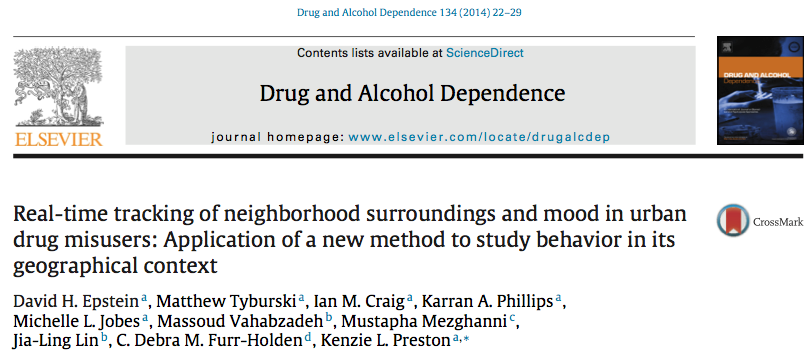 Drug and Alcohol Dependence 134 (2014) 22–29
Contents lists available at ScienceDirect
Drug and Alcohol Dependence
journal homepage: www.elsevier.com/locate/drugalcdep
ELSEVIER
DRUG AND ALCOHOL
Dependence
Real-time tracking of neighborhood surroundings and mood in urban
drug misusers: Application of a new method to study behavior in its
geographical context
CrossMark
David H. Epstein a, Matthew Tyburski a, Ian M. Craig a, Karran A. Phillips a,
Michelle L. Jobes a, Massoud Vahabzadeh b, Mustapha Mezghanni c,
Jia-Ling Lin b, C. Debra M. Furr-Holden d, Kenzie L. Preston a,*